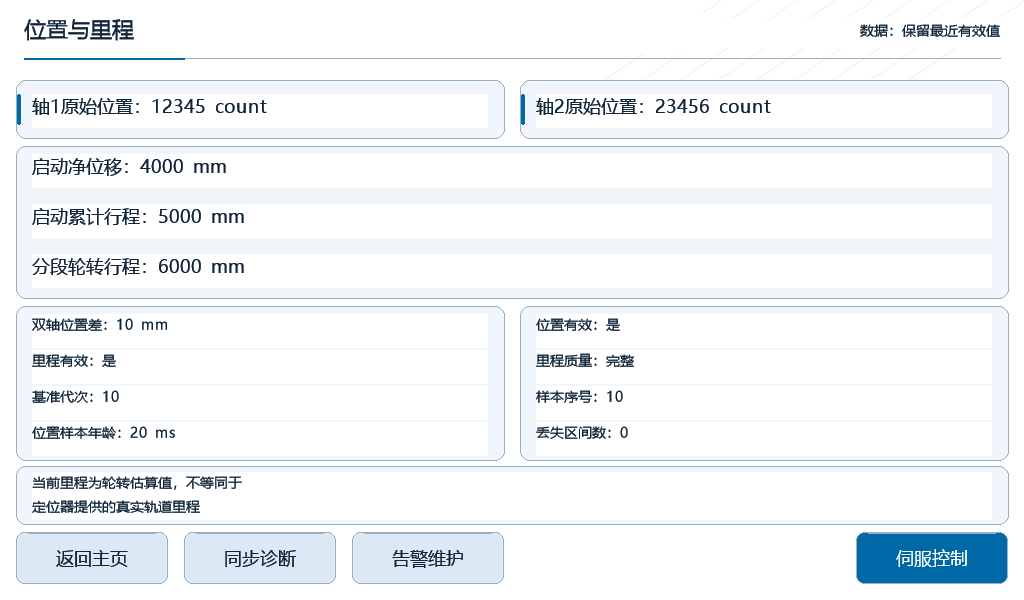 位置与里程
数据：保留最近有效值
轴1原始位置：12345 count
轴2原始位置：23456 count
启动净位移：4000 mm
启动累计行程：5000 mm
分段轮转行程：6000 mm
双轴位置差：10 mm
位置有效：是
里程有效：是
里程质量：完整
基准代次：10
样本序号：10
位置样本年龄：20 ms
丢失区间数：0
当前里程为轮转估算值，不等同于
定位器提供的真实轨道里程
返回主页
同步诊断
告警维护
伺服控制